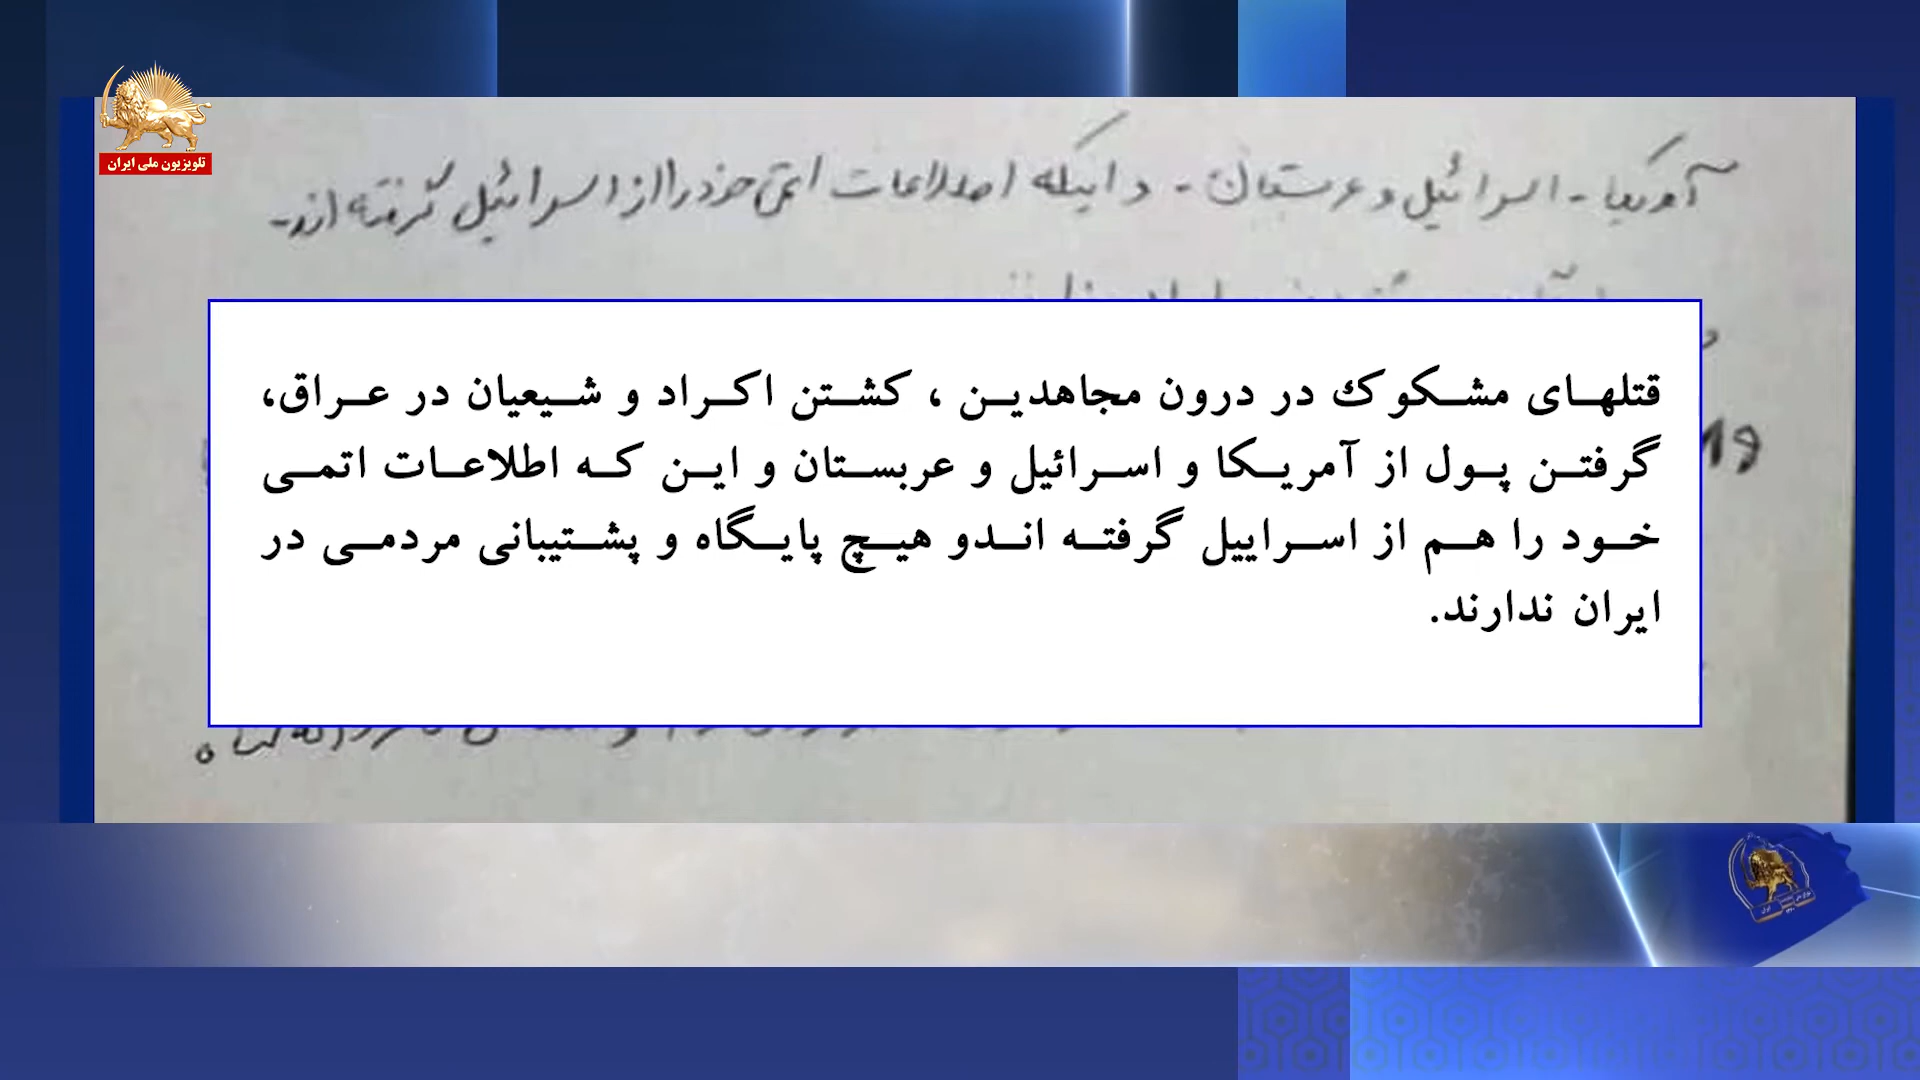 تلویزیون ملی ایران
آمریکا - اسرائیل و عربستان - و اینکه اطلاعات اتمی خود را از اسرائیل گرفته اند -
قتلهای مشکوک در درون مجاهدین ، کشتن اکراد و شیعیان در عراق،
گرفتن پول از آمریکا و اسرائیل و عربستان و این که اطلاعات اتمی
خود را هم از اسراییل گرفته اندو هیچ پایگاه و پشتیبانی مردمی در
ایران ندارند.